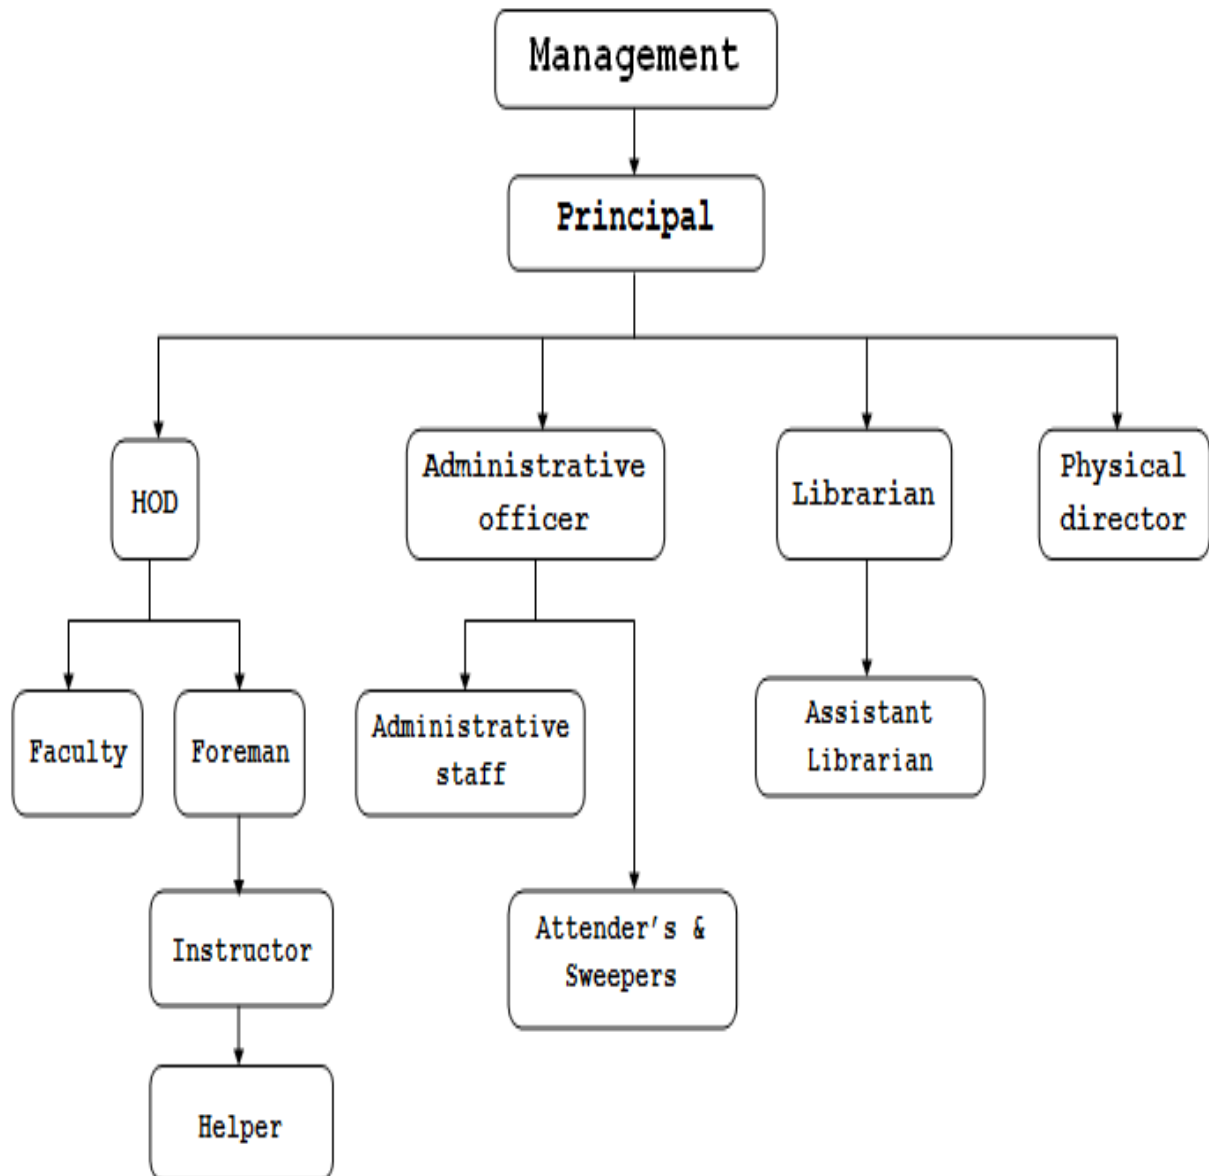 Management
Principal
HOD
Administrative
officer
Librarian
Physical
director
Faculty
Foreman
Administrative
staff
Assistant
Librarian
Instructor
Attender’s &
Sweepers
Helper